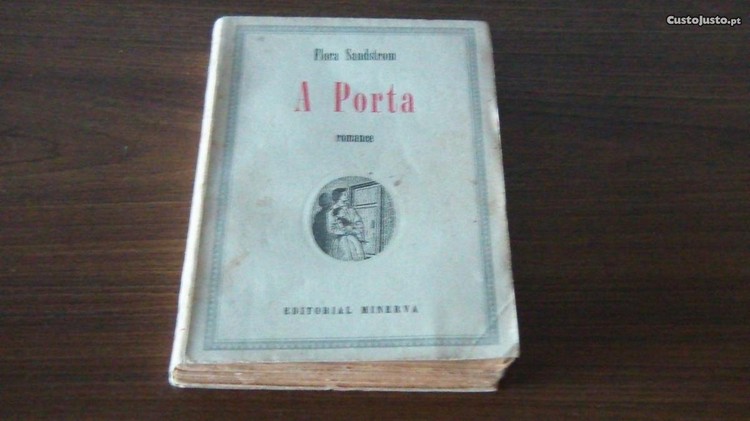 CustoJusto.pt
Flora Sandstrom
A Porta
romance
EDITORIAL MINERVA